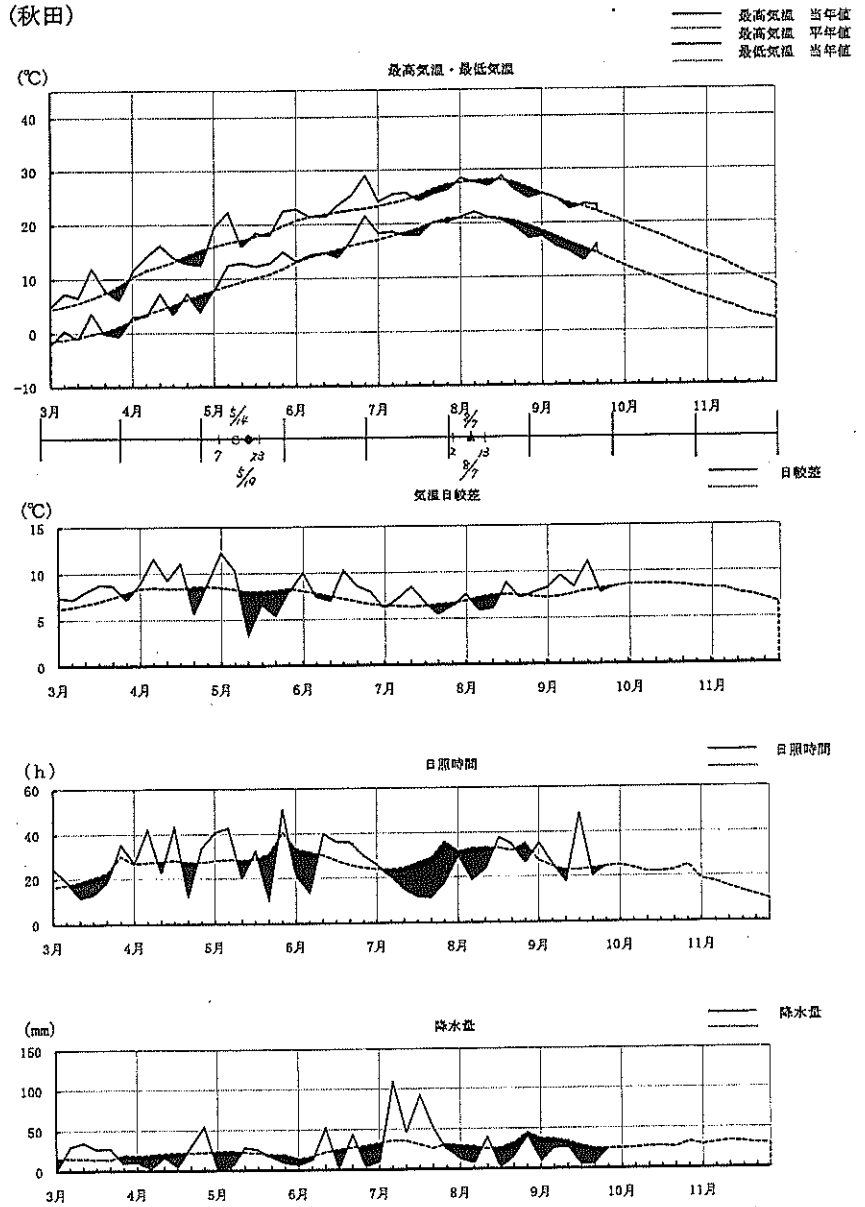 (秋田)
最高気温 当年値
最高気温 平年値
最低気温 当年値
最高気温・最低気温
(℃)
40
30
20
10
0
-10
3月 4月 5月 6月 7月 8月 9月 10月 11月
5/14
7 23 2 13
5/19 8/7
日較差
気温日較差
(℃)
15
10
5
0
3月 4月 5月 6月 7月 8月 9月 10月 11月
日照時間
日照時間
(h)
60
40
20
0
3月 4月 5月 6月 7月 8月 9月 10月 11月
降水量
降水量
(mm)
150
100
50
0
3月 4月 5月 6月 7月 8月 9月 10月 11月